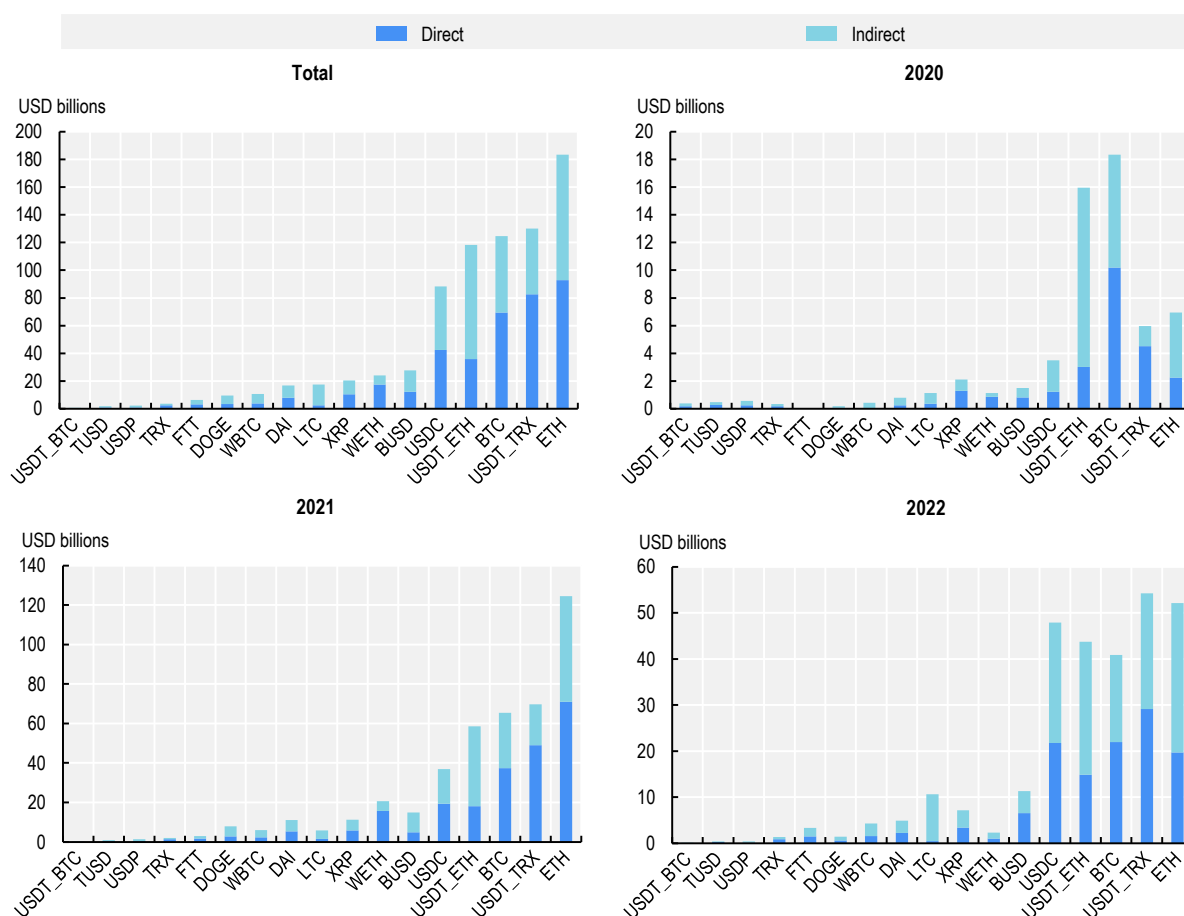 Direct
Indirect
Total
USD billions
200
180
160
140
120
100
80
60
40
20
0
USDT_BTC
TUSD
USDP
TRX
FTT
DOGE
WBTC
DAI
LTC
XRP
WETH
BUSD
USDC
USDT_ETH
BTC
USDT_TRX
ETH
2020
USD billions
20
18
16
14
12
10
8
6
4
2
0
USDT_BTC
TUSD
USDP
TRX
FTT
DOGE
WBTC
DAI
LTC
XRP
WETH
BUSD
USDC
USDT_ETH
BTC
USDT_TRX
ETH
2021
USD billions
140
120
100
80
60
40
20
0
USDT_BTC
TUSD
USDP
TRX
FTT
DOGE
WBTC
DAI
LTC
XRP
WETH
BUSD
USDC
USDT_ETH
BTC
USDT_TRX
ETH
2022
USD billions
60
50
40
30
20
10
0
USDT_BTC
TUSD
USDP
TRX
FTT
DOGE
WBTC
DAI
LTC
XRP
WETH
BUSD
USDC
USDT_ETH
BTC
USDT_TRX
ETH